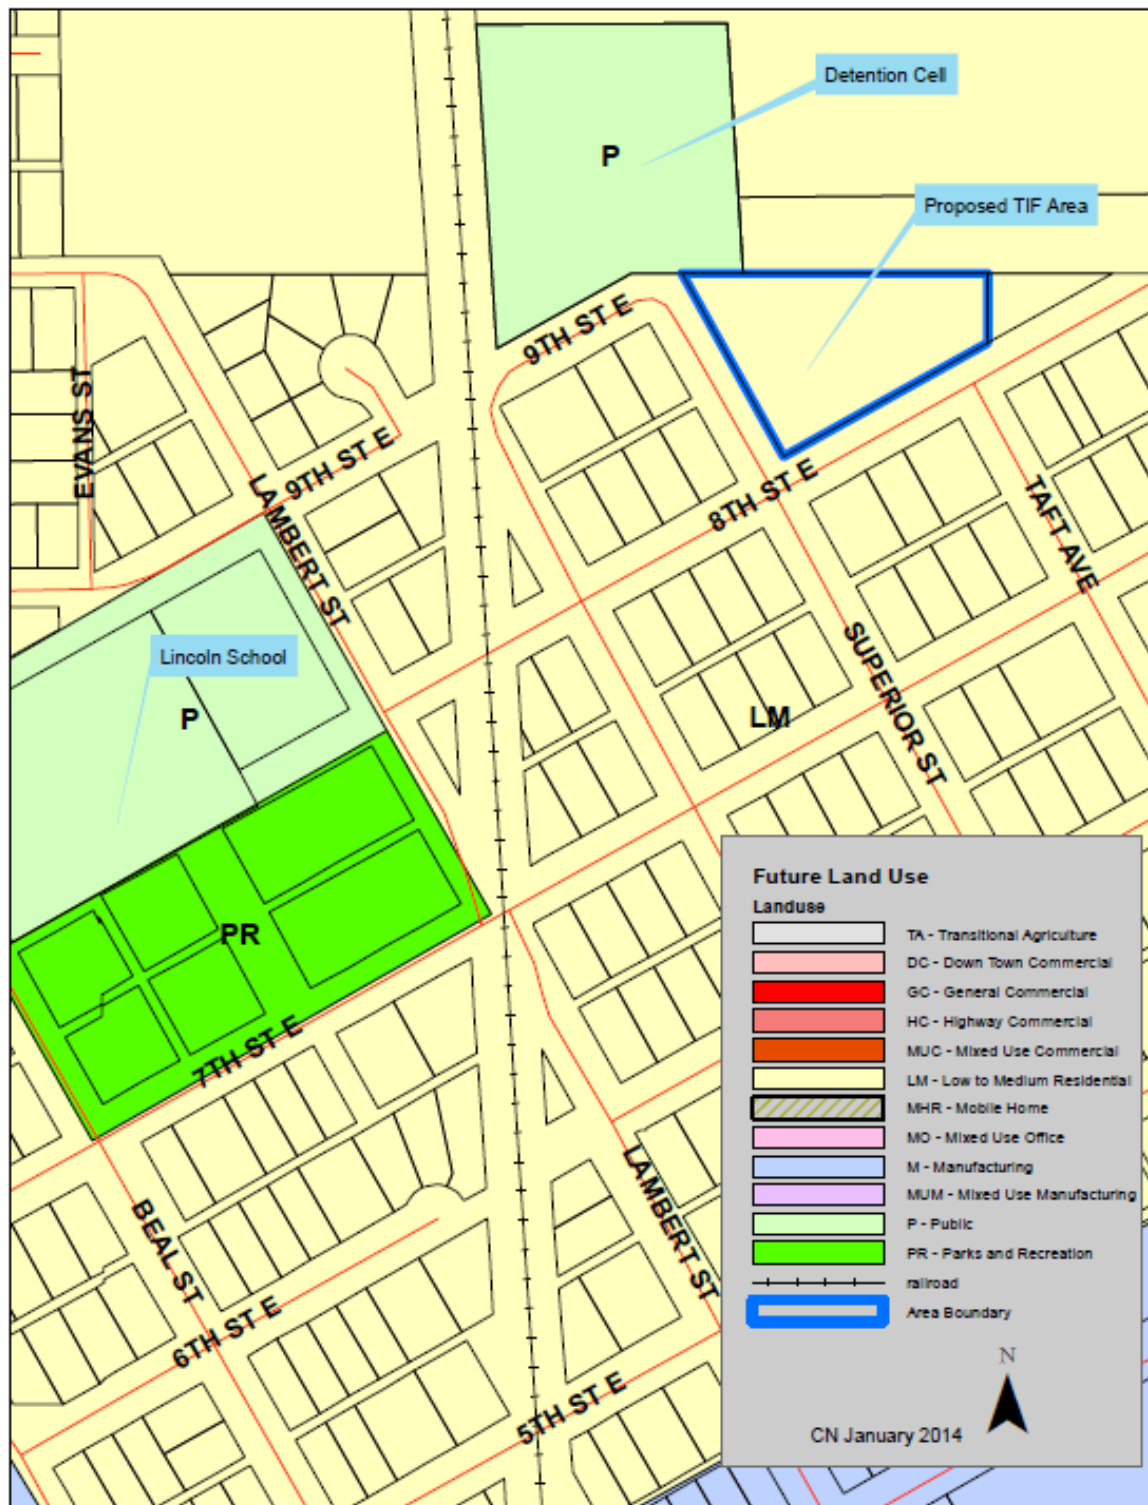 Detention Cell
P
Proposed TIF Area
9TH ST E
EVANS ST
9TH ST E
LAMBERT ST
8TH ST E
TAFT AVE
Lincoln School
P
SUPERIOR ST
LM
PR
7TH ST E
LAMBERT ST
BEAL ST
6TH ST E
5TH ST E
Future Land Use
Landuse
TA - Transitional Agriculture
DC - Down Town Commercial
GC - General Commercial
HC - Highway Commercial
MUC - Mixed Use Commercial
LM - Low to Medium Residential
MHR - Mobile Home
MO - Mixed Use Office
M - Manufacturing
MUM - Mixed Use Manufacturing
P - Public
PR - Parks and Recreation
railroad
Area Boundary
N
CN January 2014